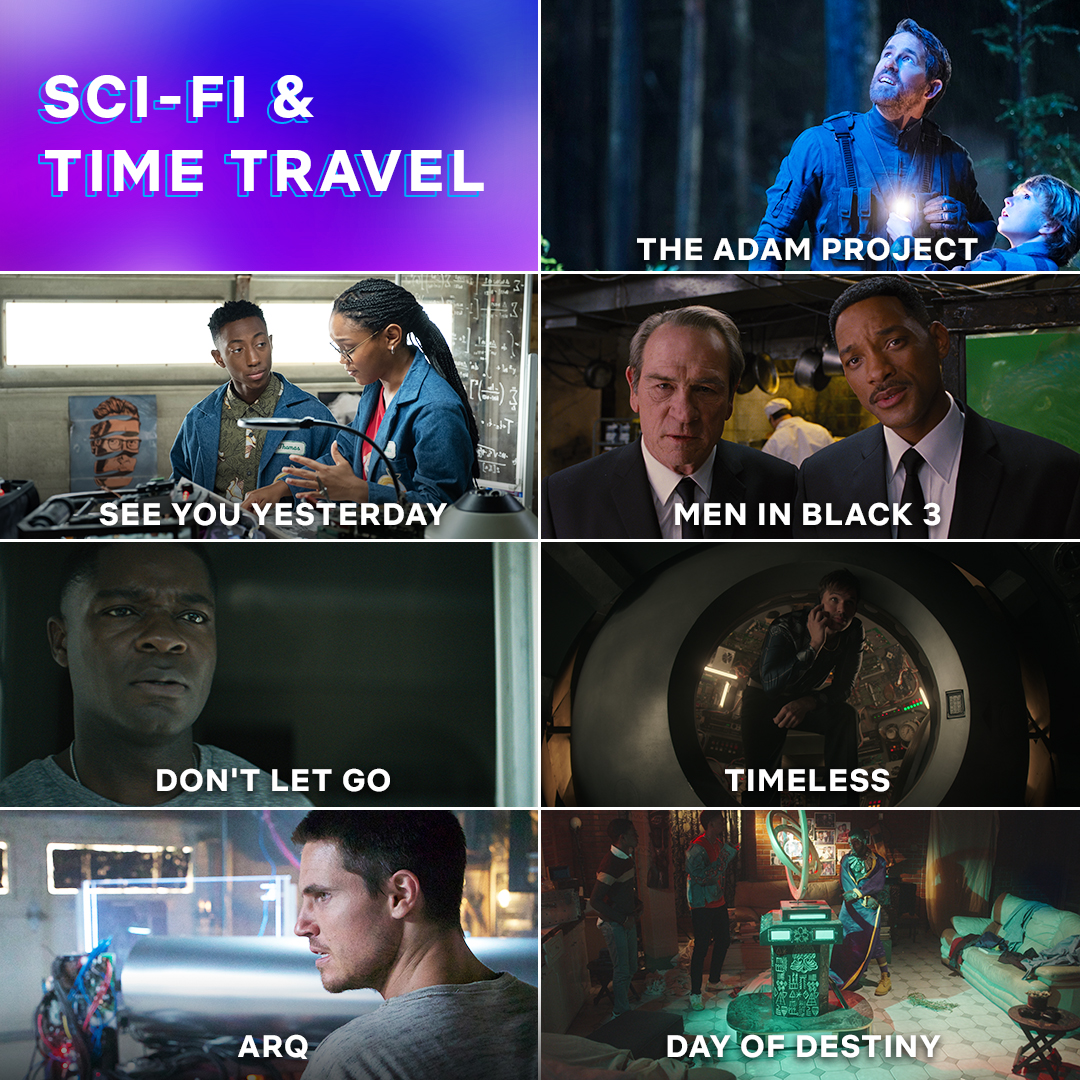 SCI-FI &
TIME TRAVEL
THE ADAM PROJECT
SEE YOU YESTERDAY
MEN IN BLACK 3
DON'T LET GO
TIMELESS
ARQ
DAY OF DESTINY